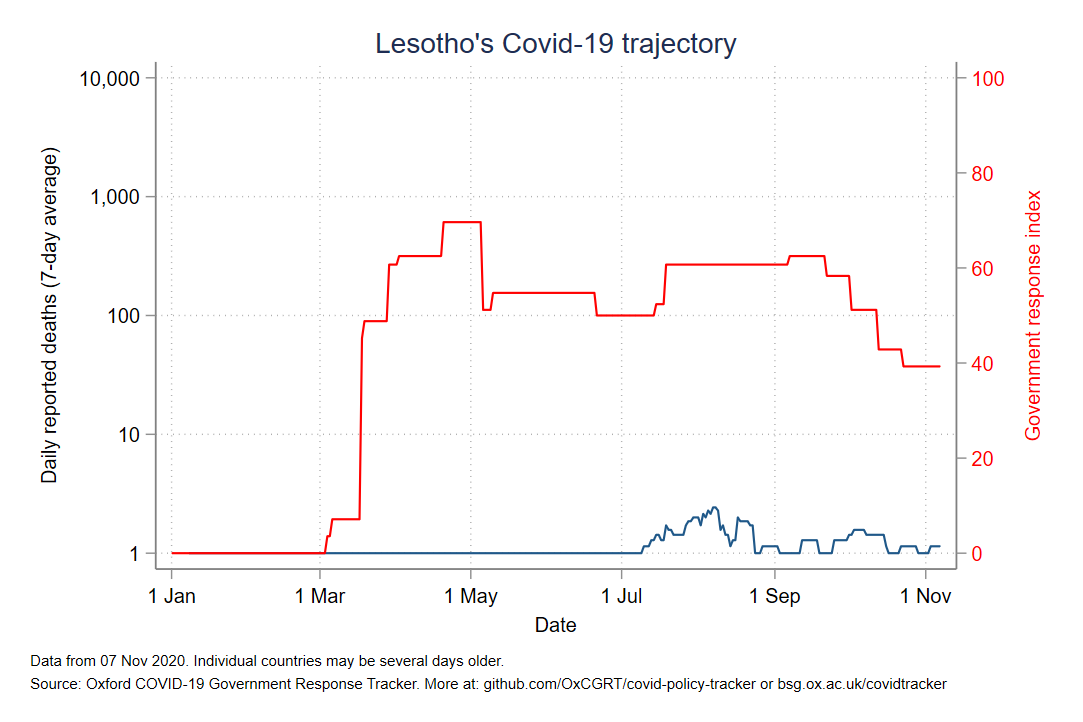 Lesotho's Covid-19 trajectory
Daily reported deaths (7-day average)
10,000
1,000
100
10
1
100
80
60
40
20
0
Government response index
1 Jan 1 Mar 1 May 1 Jul 1 Sep 1 Nov
Date
Data from 07 Nov 2020. Individual countries may be several days older.
Source: Oxford COVID-19 Government Response Tracker. More at: github.com/OxCGRT/covid-policy-tracker or bsg.ox.ac.uk/covidtracker